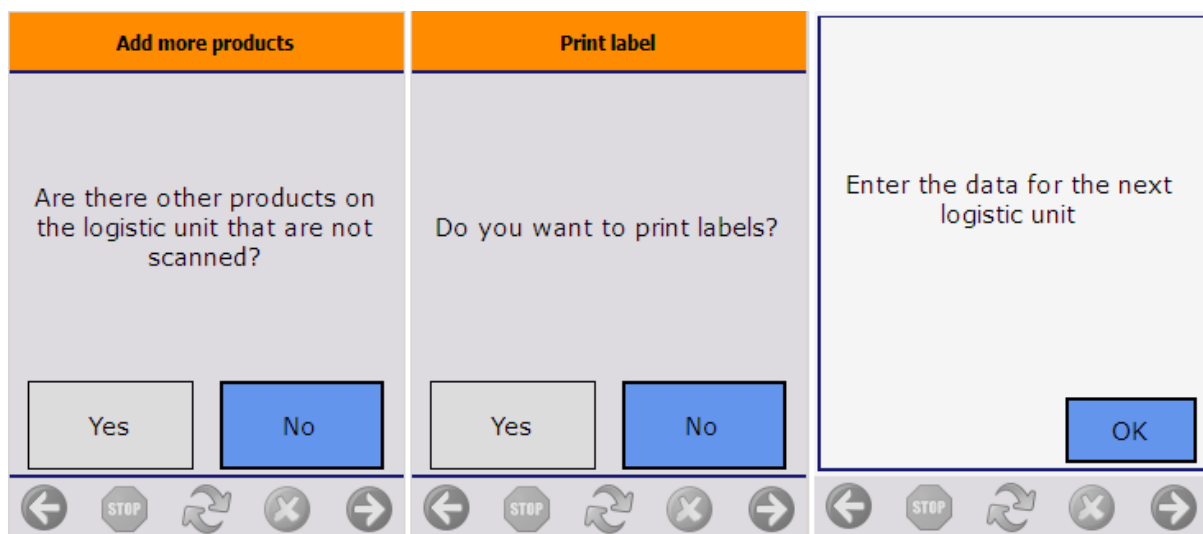 Add more products
Are there other products on
the logistic unit that are not
scanned?
Yes
No
STOP
Print label
Do you want to print labels?
Yes
No
STOP
Enter the data for the next
logistic unit
OK
STOP